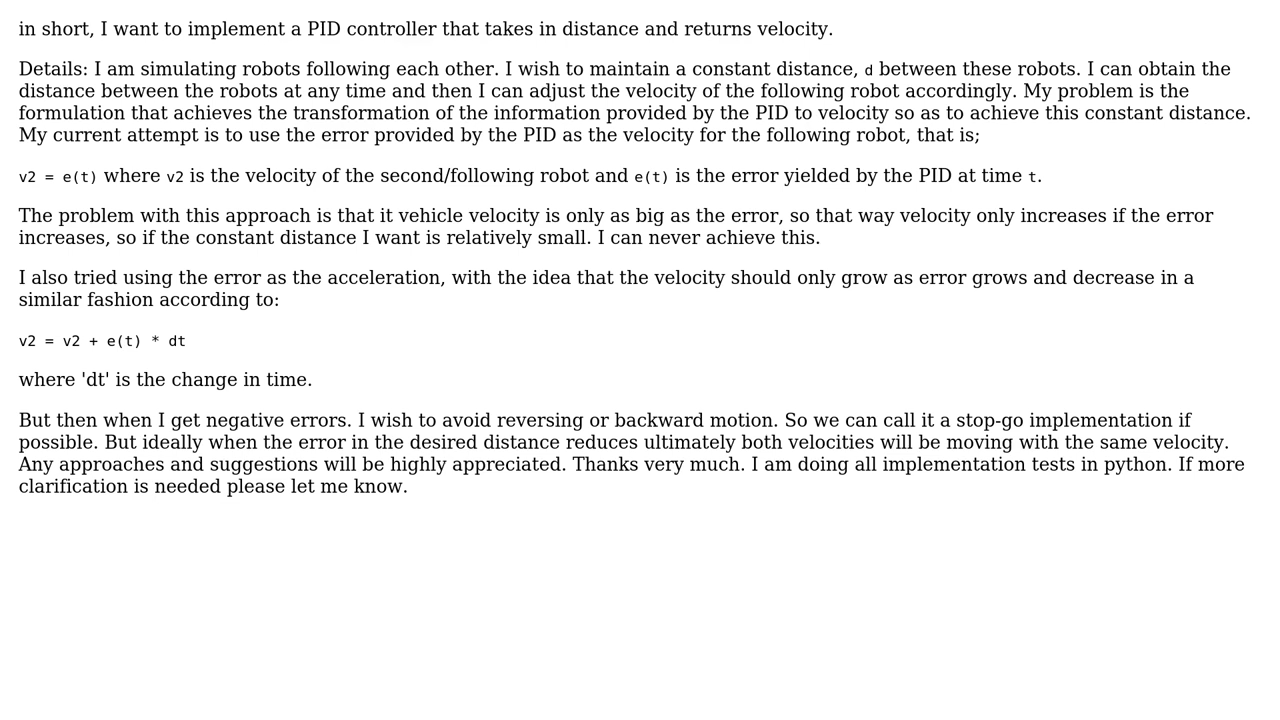 in short, I want to implement a PID controller that takes in distance and returns velocity.
Details: I am simulating robots following each other. I wish to maintain a constant distance, d between these robots. I can obtain the
distance between the robots at any time and then I can adjust the velocity of the following robot accordingly. My problem is the
formulation that achieves the transformation of the information provided by the PID to velocity so as to achieve this constant distance.
My current attempt is to use the error provided by the PID as the velocity for the following robot, that is;
v2 = e(t) where v2 is the velocity of the second/following robot and e(t) is the error yielded by the PID at time t.
The problem with this approach is that it vehicle velocity is only as big as the error, so that way velocity only increases if the error
increases, so if the constant distance I want is relatively small. I can never achieve this.
I also tried using the error as the acceleration, with the idea that the velocity should only grow as error grows and decrease in a
similar fashion according to:
v2 = v2 + e(t) * dt
where 'dt' is the change in time.
But then when I get negative errors. I wish to avoid reversing or backward motion. So we can call it a stop-go implementation if
possible. But ideally when the error in the desired distance reduces ultimately both velocities will be moving with the same velocity.
Any approaches and suggestions will be highly appreciated. Thanks very much. I am doing all implementation tests in python. If more
clarification is needed please let me know.